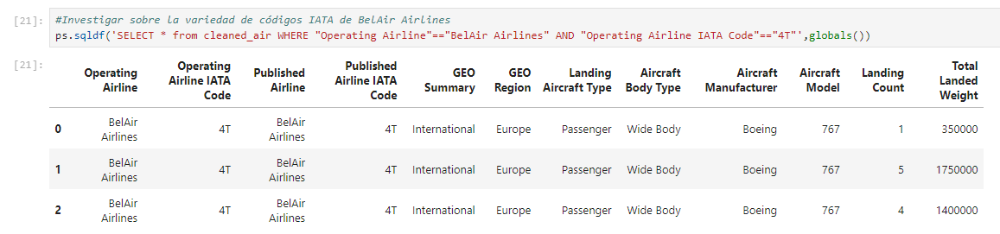 [21]: #Investigar sobre la variedad de códigos IATA de BelAir Airlines
ps.sqldf('SELECT * from cleaned_air WHERE "Operating Airline"=="BelAir Airlines" AND "Operating Airline IATA Code"=="4T"',globals())
[21]:
Operating Airline | Operating Airline IATA Code | Published Airline | Published Airline IATA Code | GEO Summary | GEO Region | Landing Aircraft Type | Aircraft Body Type | Aircraft Manufacturer | Aircraft Model | Landing Count | Total Landed Weight
0 | BelAir Airlines | 4T | BelAir Airlines | 4T | International | Europe | Passenger | Wide Body | Boeing | 767 | 1 | 350000
1 | BelAir Airlines | 4T | BelAir Airlines | 4T | International | Europe | Passenger | Wide Body | Boeing | 767 | 5 | 1750000
2 | BelAir Airlines | 4T | BelAir Airlines | 4T | International | Europe | Passenger | Wide Body | Boeing | 767 | 4 | 1400000